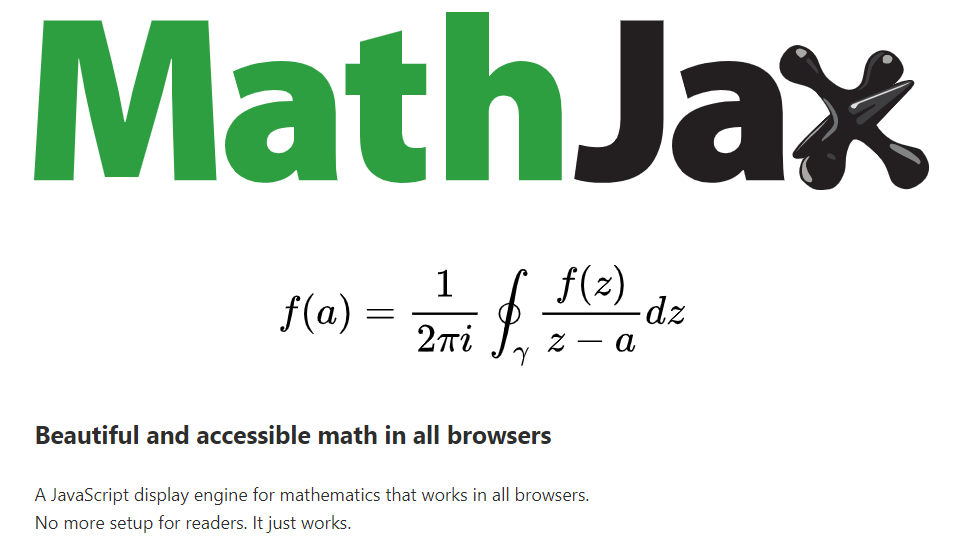 MathJax
f(a) = \frac{1}{2\pi i} \oint_\gamma \frac{f(z)}{z - a} dz
Beautiful and accessible math in all browsers
A JavaScript display engine for mathematics that works in all browsers.
No more setup for readers. It just works.